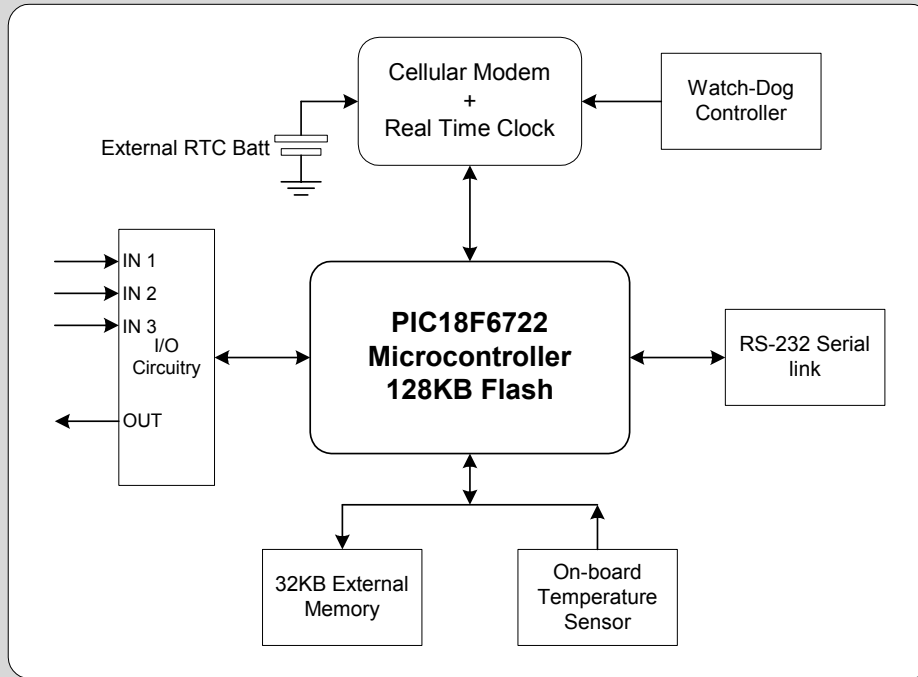 Cellular Modem
+
Real Time Clock
Watch-Dog
Controller
External RTC Batt
IN 1
IN 2
IN 3
I/O
Circuitry
OUT
PIC18F6722
Microcontroller
128KB Flash
RS-232 Serial
link
32KB External
Memory
On-board
Temperature
Sensor